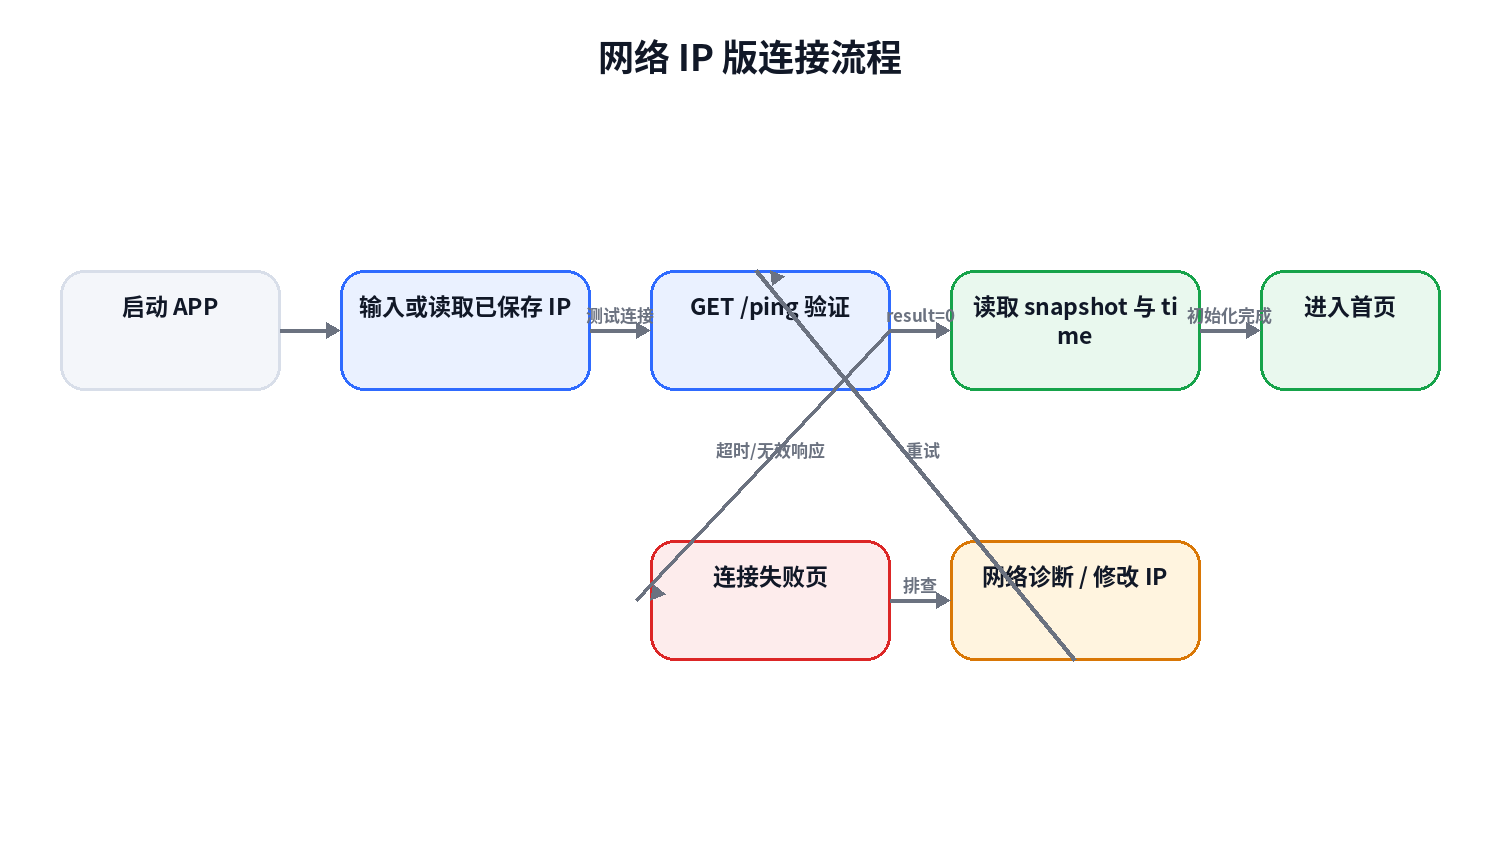 网络 IP 版连接流程
启动 APP
输入或读取已保存 IP
测试连接
GET /ping 验证
result=0
读取 snapshot 与 ti
me
初始化完成
进入首页
超时/无效响应
重试
连接失败页
排查
网络诊断 / 修改 IP